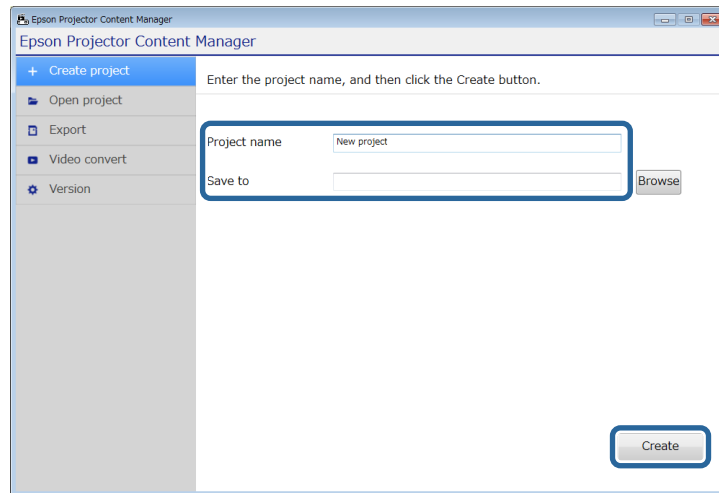 Epson Projector Content Manager
Epson Projector Content Manager
+ Create project
Enter the project name, and then click the Create button.
Open project
Export
Video convert
Version
Project name
New project
Save to
Browse
Create